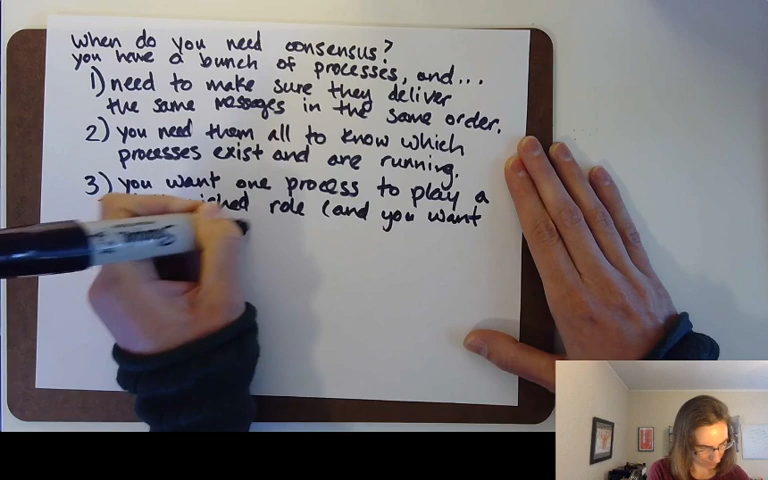 when do you need consensus?
you have a bunch of processes, and...
1) need to make sure they deliver
the same messages in the same order.
2) you need them all to know which
processes exist and are running.
3) you want one process to play a
role (and you want